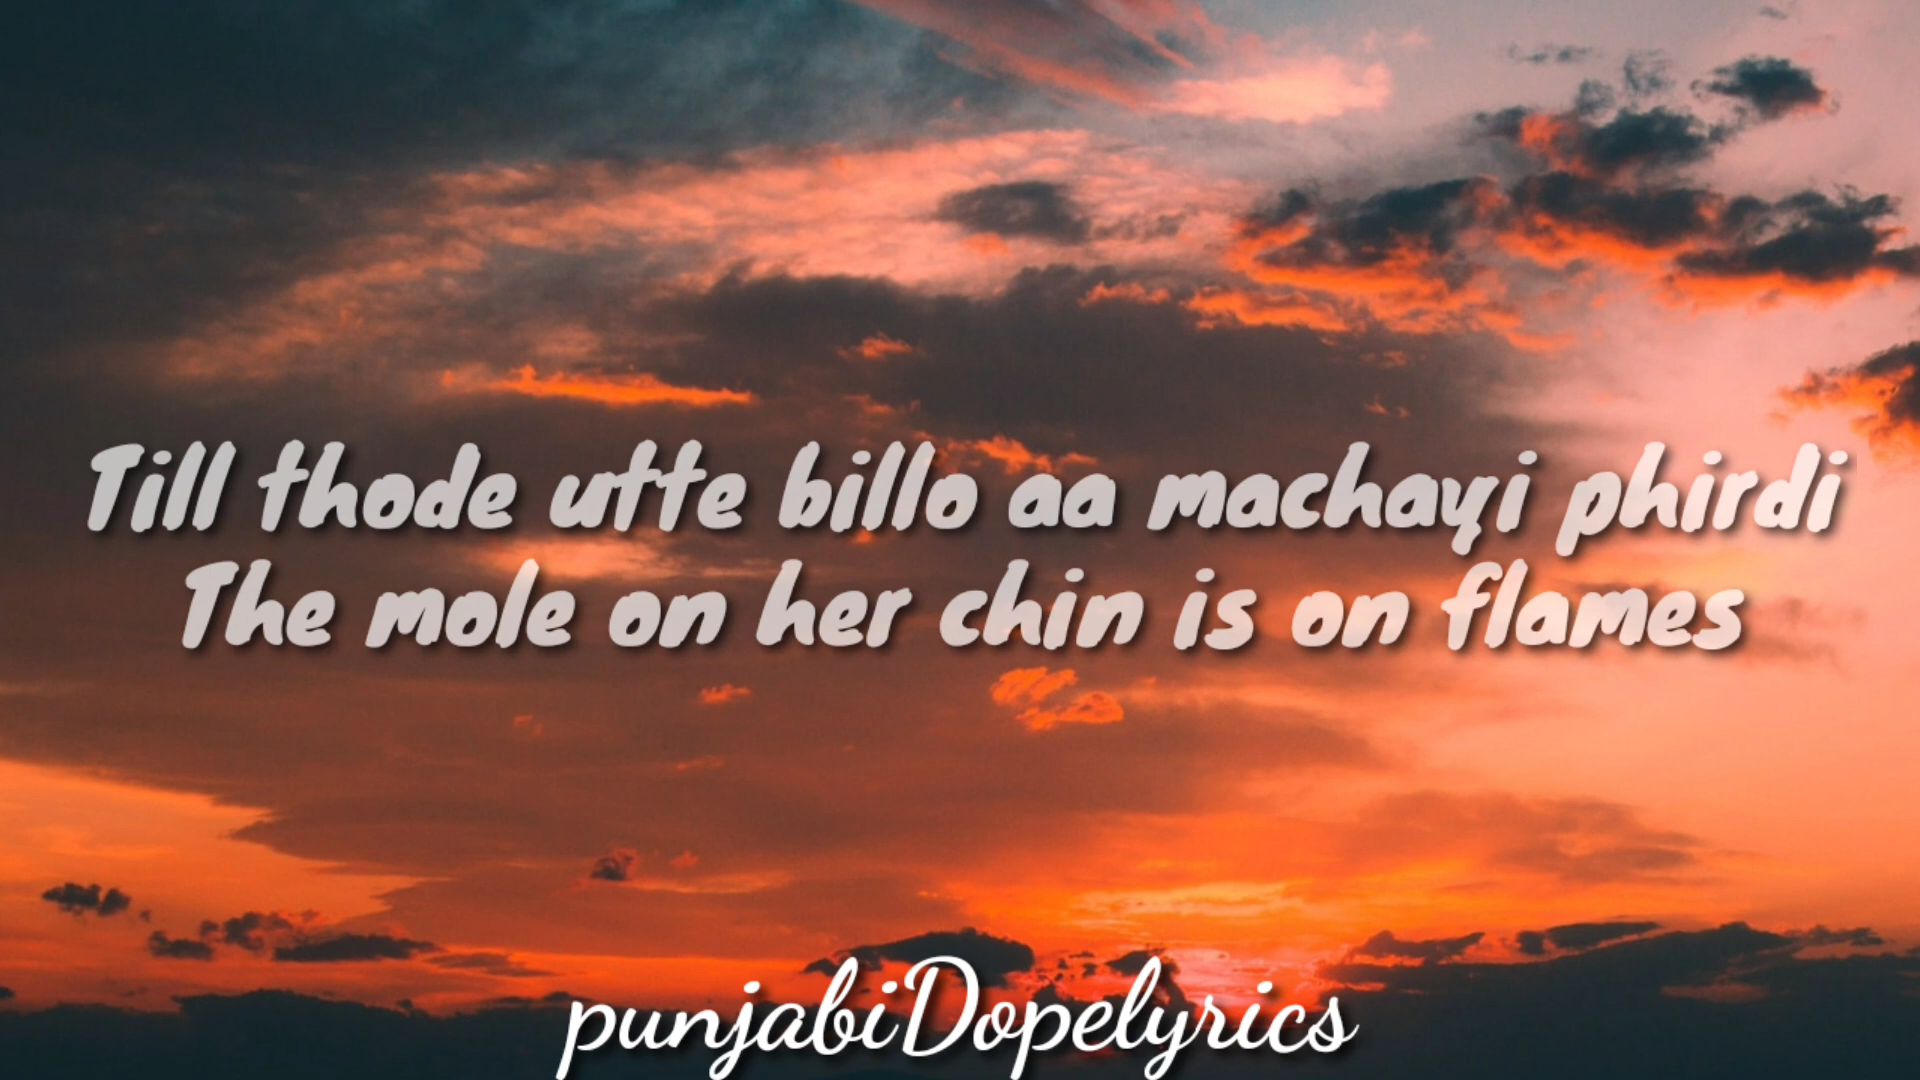 Till thode utte billo aa machayi phirdi
The mole on her chin is on flames
punjabiDopelyrics